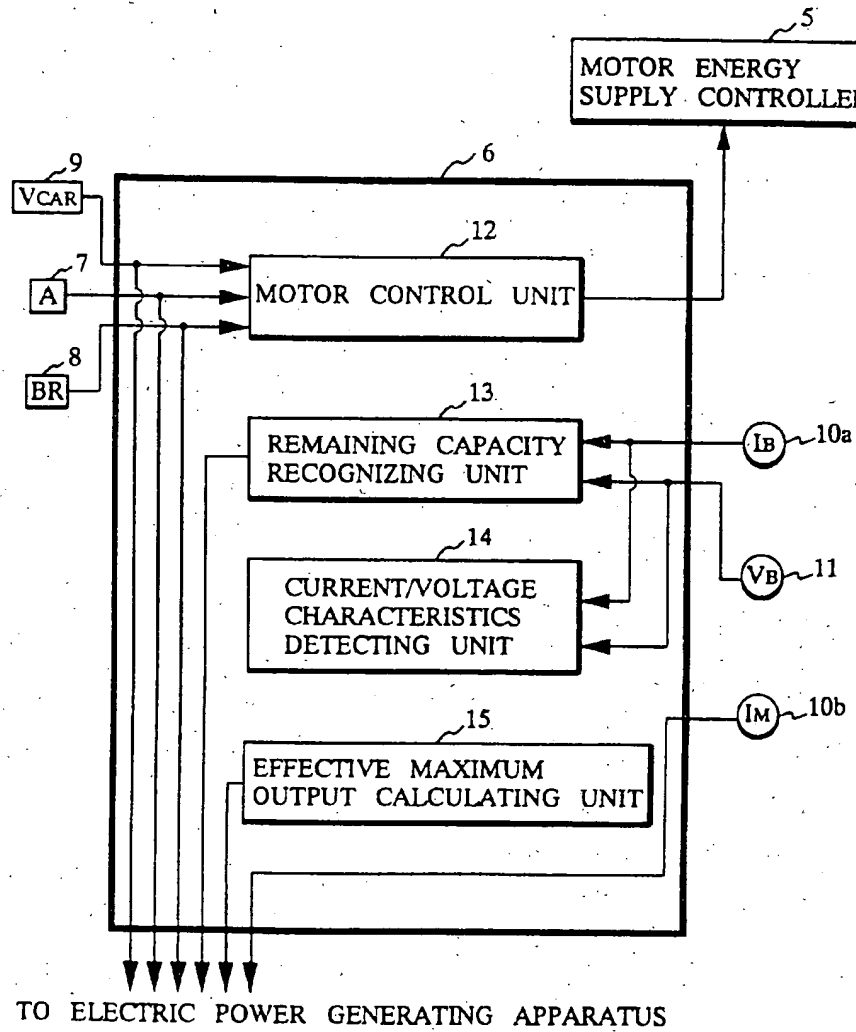 5
MOTOR ENERGY
SUPPLY CONTROLLER
6
9
VCAR
12
7
A
MOTOR CONTROL UNIT
8
BR
13
REMAINING CAPACITY
RECOGNIZING UNIT
IB
10a
14
CURRENT/VOLTAGE
CHARACTERISTICS
DETECTING UNIT
VB
11
15
EFFECTIVE MAXIMUM
OUTPUT CALCULATING UNIT
IM
10b
TO ELECTRIC POWER GENERATING APPARATUS